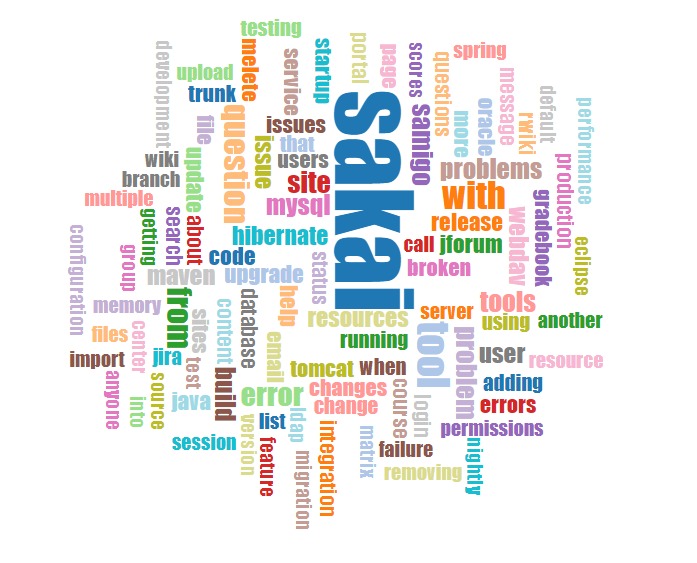 testing
development
upload
melete
service
startup
portal
page
scores
questions
spring
message
trunk
file
question
issues
issue
that
users
sakai
samigo
more
oracle
rwiki
default
performance
wiki
branch
update
site
problems
production
multiple
getting
search
about
mysql
with
gradebook
release
webdav
hibernate
call
jforum
eclipse
configuration
group
code
status
broken
maven
upgrade
help
memory
from
sites
content
database
resources
server
tools
using
another
files
center
running
tool
problem
import
jira
test
email
user
resource
anyone
into
source
java
build
error
tomcat
when
changes
change
course
login
adding
errors
version
list
ldap
permissions
session
feature
migration
integration
matrix
failure
removing
nightly